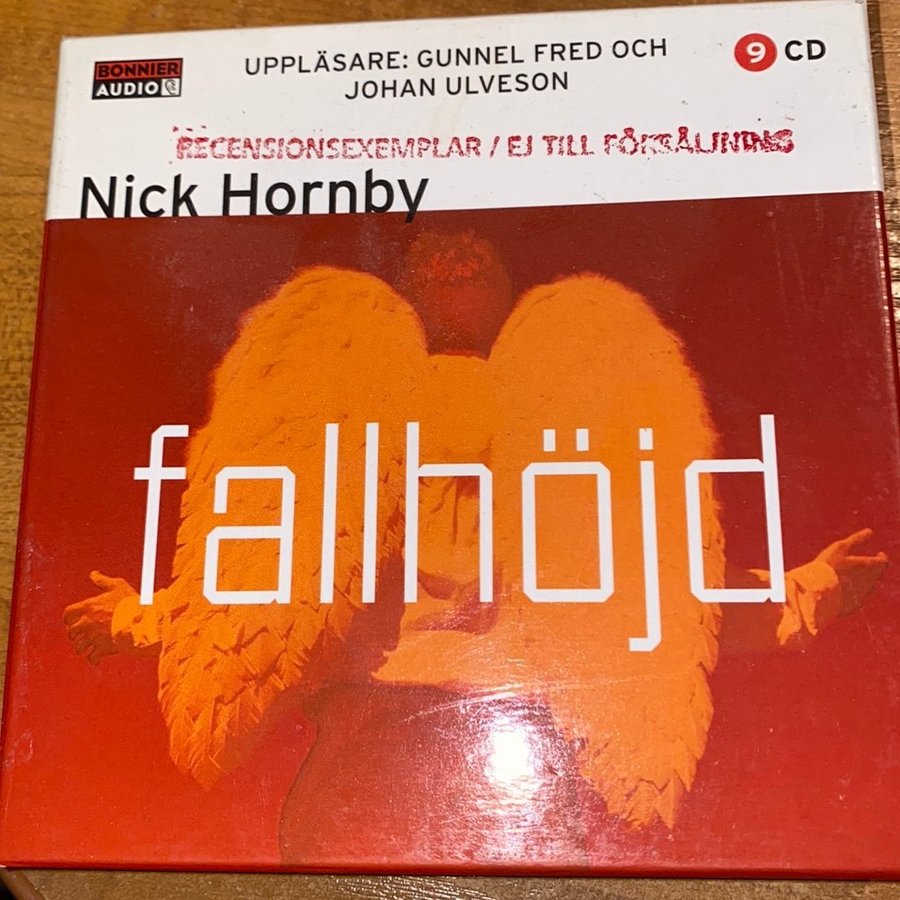 BONNIER
AUDIO
UPPLÄSARE: GUNNEL FRED OCH
JOHAN ULVESON
9 CD
RECENSIONSEXEMPLAR / EJ TILL FÖRSÄLJNING
Nick Hornby
fallhöjd